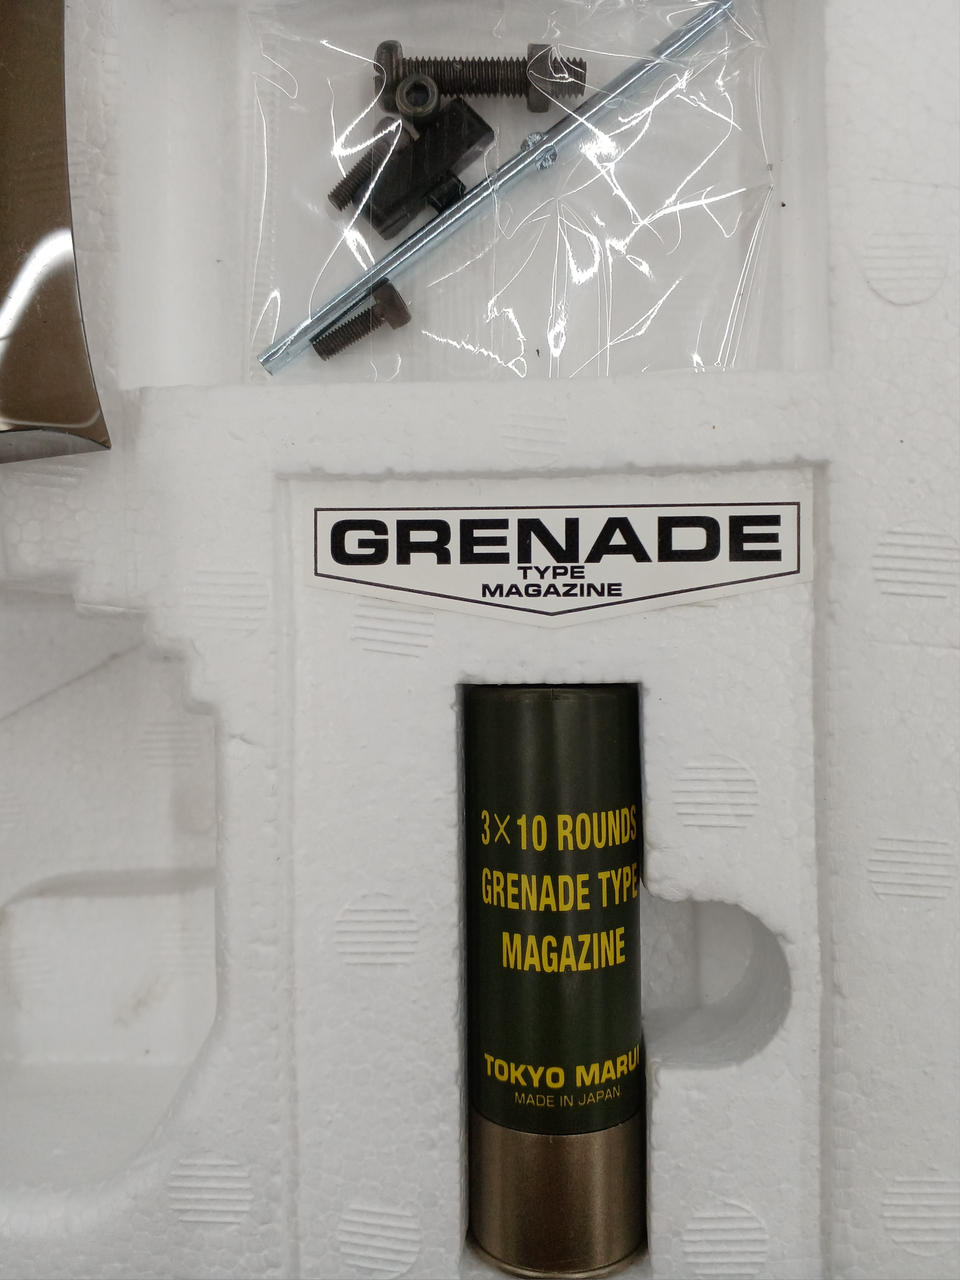 GRENADE
TYPE
MAGAZINE
3×10 ROUNDS
GRENADE TYPE
MAGAZINE
TOKYO MARUI
MADE IN JAPAN